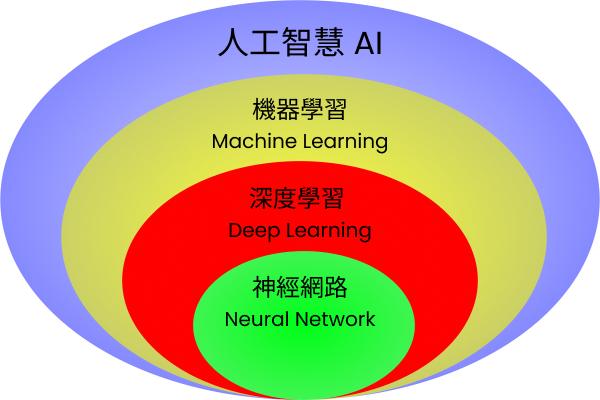 人工智慧 AI
機器學習
Machine Learning
深度學習
Deep Learning
神經網路
Neural Network